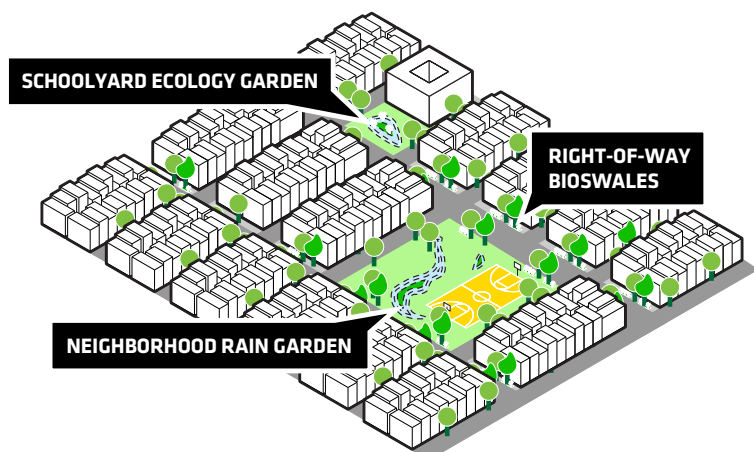 SCHOOLYARD ECOLOGY GARDEN
RIGHT-OF-WAY
BIOSWALES
NEIGHBORHOOD RAIN GARDEN